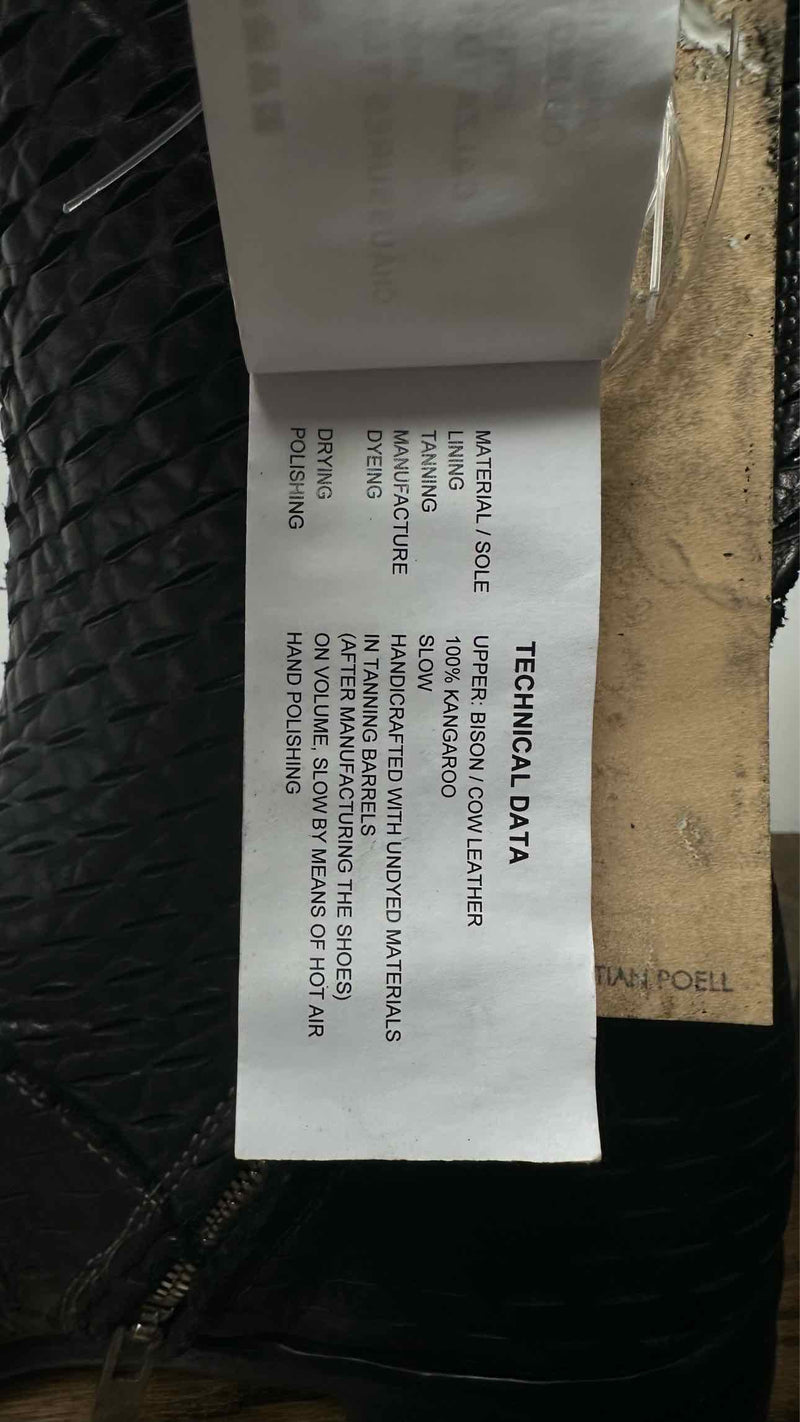 TECHNICAL DATA
MATERIAL / SOLE UPPER: BISON / COW LEATHER
LINING 100% KANGAROO
TANNING SLOW
MANUFACTURE HANDICRAFTED WITH UNDYED MATERIALS
DYEING IN TANNING BARRELS
(AFTER MANUFACTURING THE SHOES)
DRYING ON VOLUME, SLOW BY MEANS OF HOT AIR
POLISHING HAND POLISHING
TIAN POELL